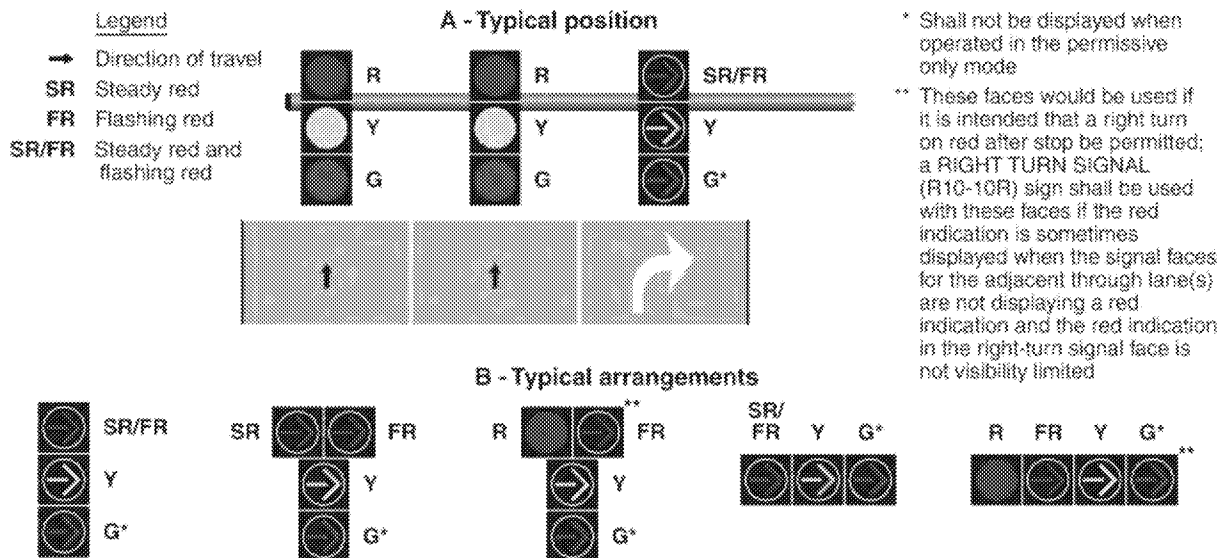 Legend
→ Direction of travel
SR Steady red
FR Flashing red
SR/FR Steady red and
flashing red
A - Typical position
R
Y
G
R
Y
G
SR/FR
Y
G*
* Shall not be displayed when
operated in the permissive
only mode
** These faces would be used if
it is intended that a right turn
on red after stop be permitted;
a RIGHT TURN SIGNAL
(R10-10R) sign shall be used
with these faces if the red
indication is sometimes
displayed when the signal faces
for the adjacent through lane(s)
are not displaying a red
indication and the red indication
in the right-turn signal face is
not visibility limited
B - Typical arrangements
SR/FR
Y
G*
SR FR
Y
G*
R ** FR
Y
G*
SR/
FR Y G*
R FR Y G*
**